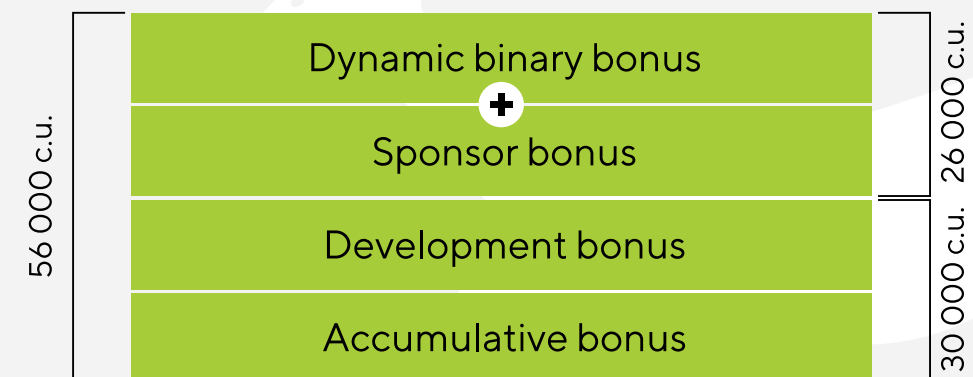 56 000 c.u.
Dynamic binary bonus
+
Sponsor bonus
26 000 c.u.
Development bonus
Accumulative bonus
30 000 c.u.